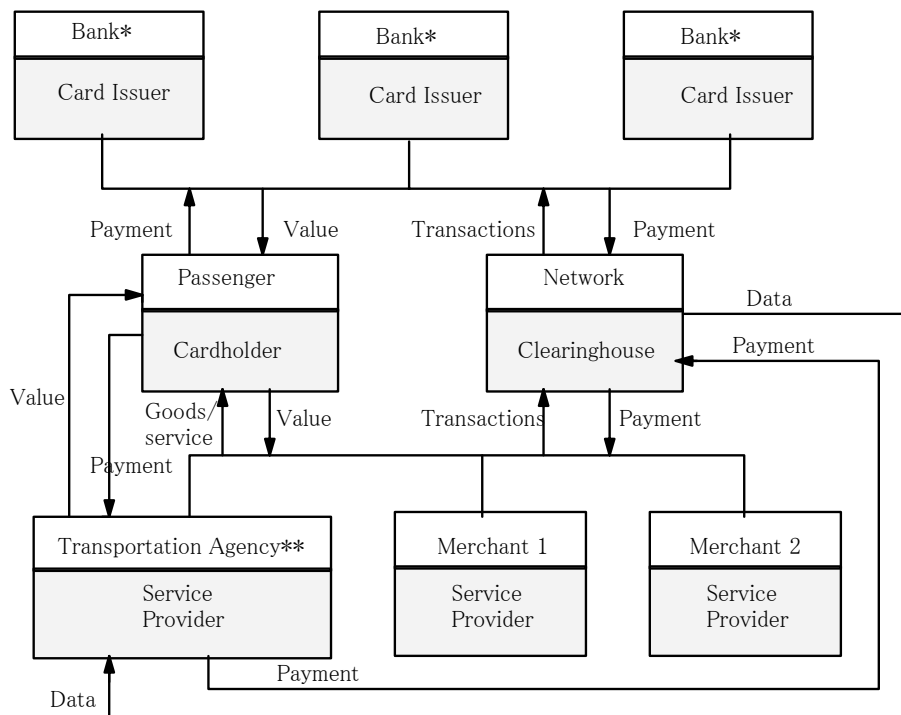 Bank*
Bank*
Bank*
Card Issuer
Card Issuer
Card Issuer
Payment
Value
Transactions
Payment
Passenger
Network
Data
Cardholder
Clearinghouse
Payment
Value
Goods/
service
Value
Transactions
Payment
Payment
Transportation Agency**
Merchant 1
Merchant 2
Service
Provider
Service
Provider
Service
Provider
Payment
Data